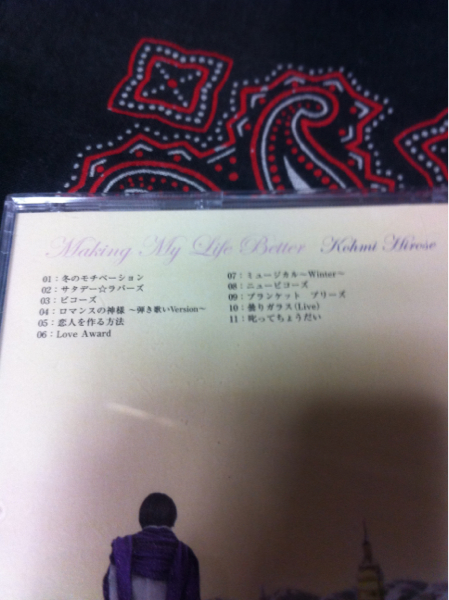 Making My Life Better Kohmi Hirose
01：冬のモチベーション
02：サタデー☆ラバーズ
03：ビコーズ
04：ロマンスの神様 〜弾き歌いVersion〜
05：恋人を作る方法
06：Love Award
07：ミュージカル〜Winter〜
08：ニュービコーズ
09：ブランケット プリーズ
10：曇りガラス(Live)
11：叱ってちょうだい